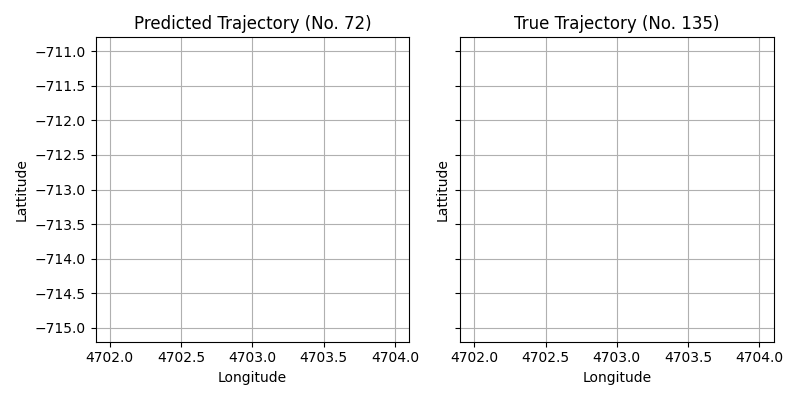 Predicted Trajectory (No. 72)
−711.0
−711.5
−712.0
−712.5
−713.0
−713.5
−714.0
−714.5
−715.0
Lattitude
4702.0 4702.5 4703.0 4703.5 4704.0
Longitude
True Trajectory (No. 135)
Lattitude
4702.0 4702.5 4703.0 4703.5 4704.0
Longitude